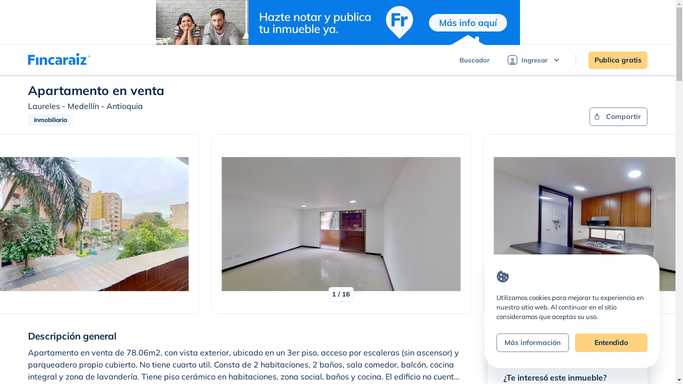 Hazte notar y publica
tu inmueble ya.
Fr
Más info aquí
Fincaraiz
Buscador
Ingresar
Publica gratis
Apartamento en venta
Laureles - Medellín - Antioquia
Inmobiliaria
Compartir
1 / 16
Utilizamos cookies para mejorar tu experiencia en
nuestro sitio web. Al continuar en el sitio
consideramos que aceptas su uso.
Más información
Entendido
Descripción general
Apartamento en venta de 78.06m2, con vista exterior, ubicado en un 3er piso, acceso por escaleras (sin ascensor) y
parqueadero propio cubierto. No tiene cuarto util. Consta de 2 habitaciones, 2 baños, sala comedor, balcón, cocina
integral y zona de lavandería. Tiene piso cerámico en habitaciones, zona social, baños y cocina. El edificio no cuent...
¿Te interesó este inmueble?